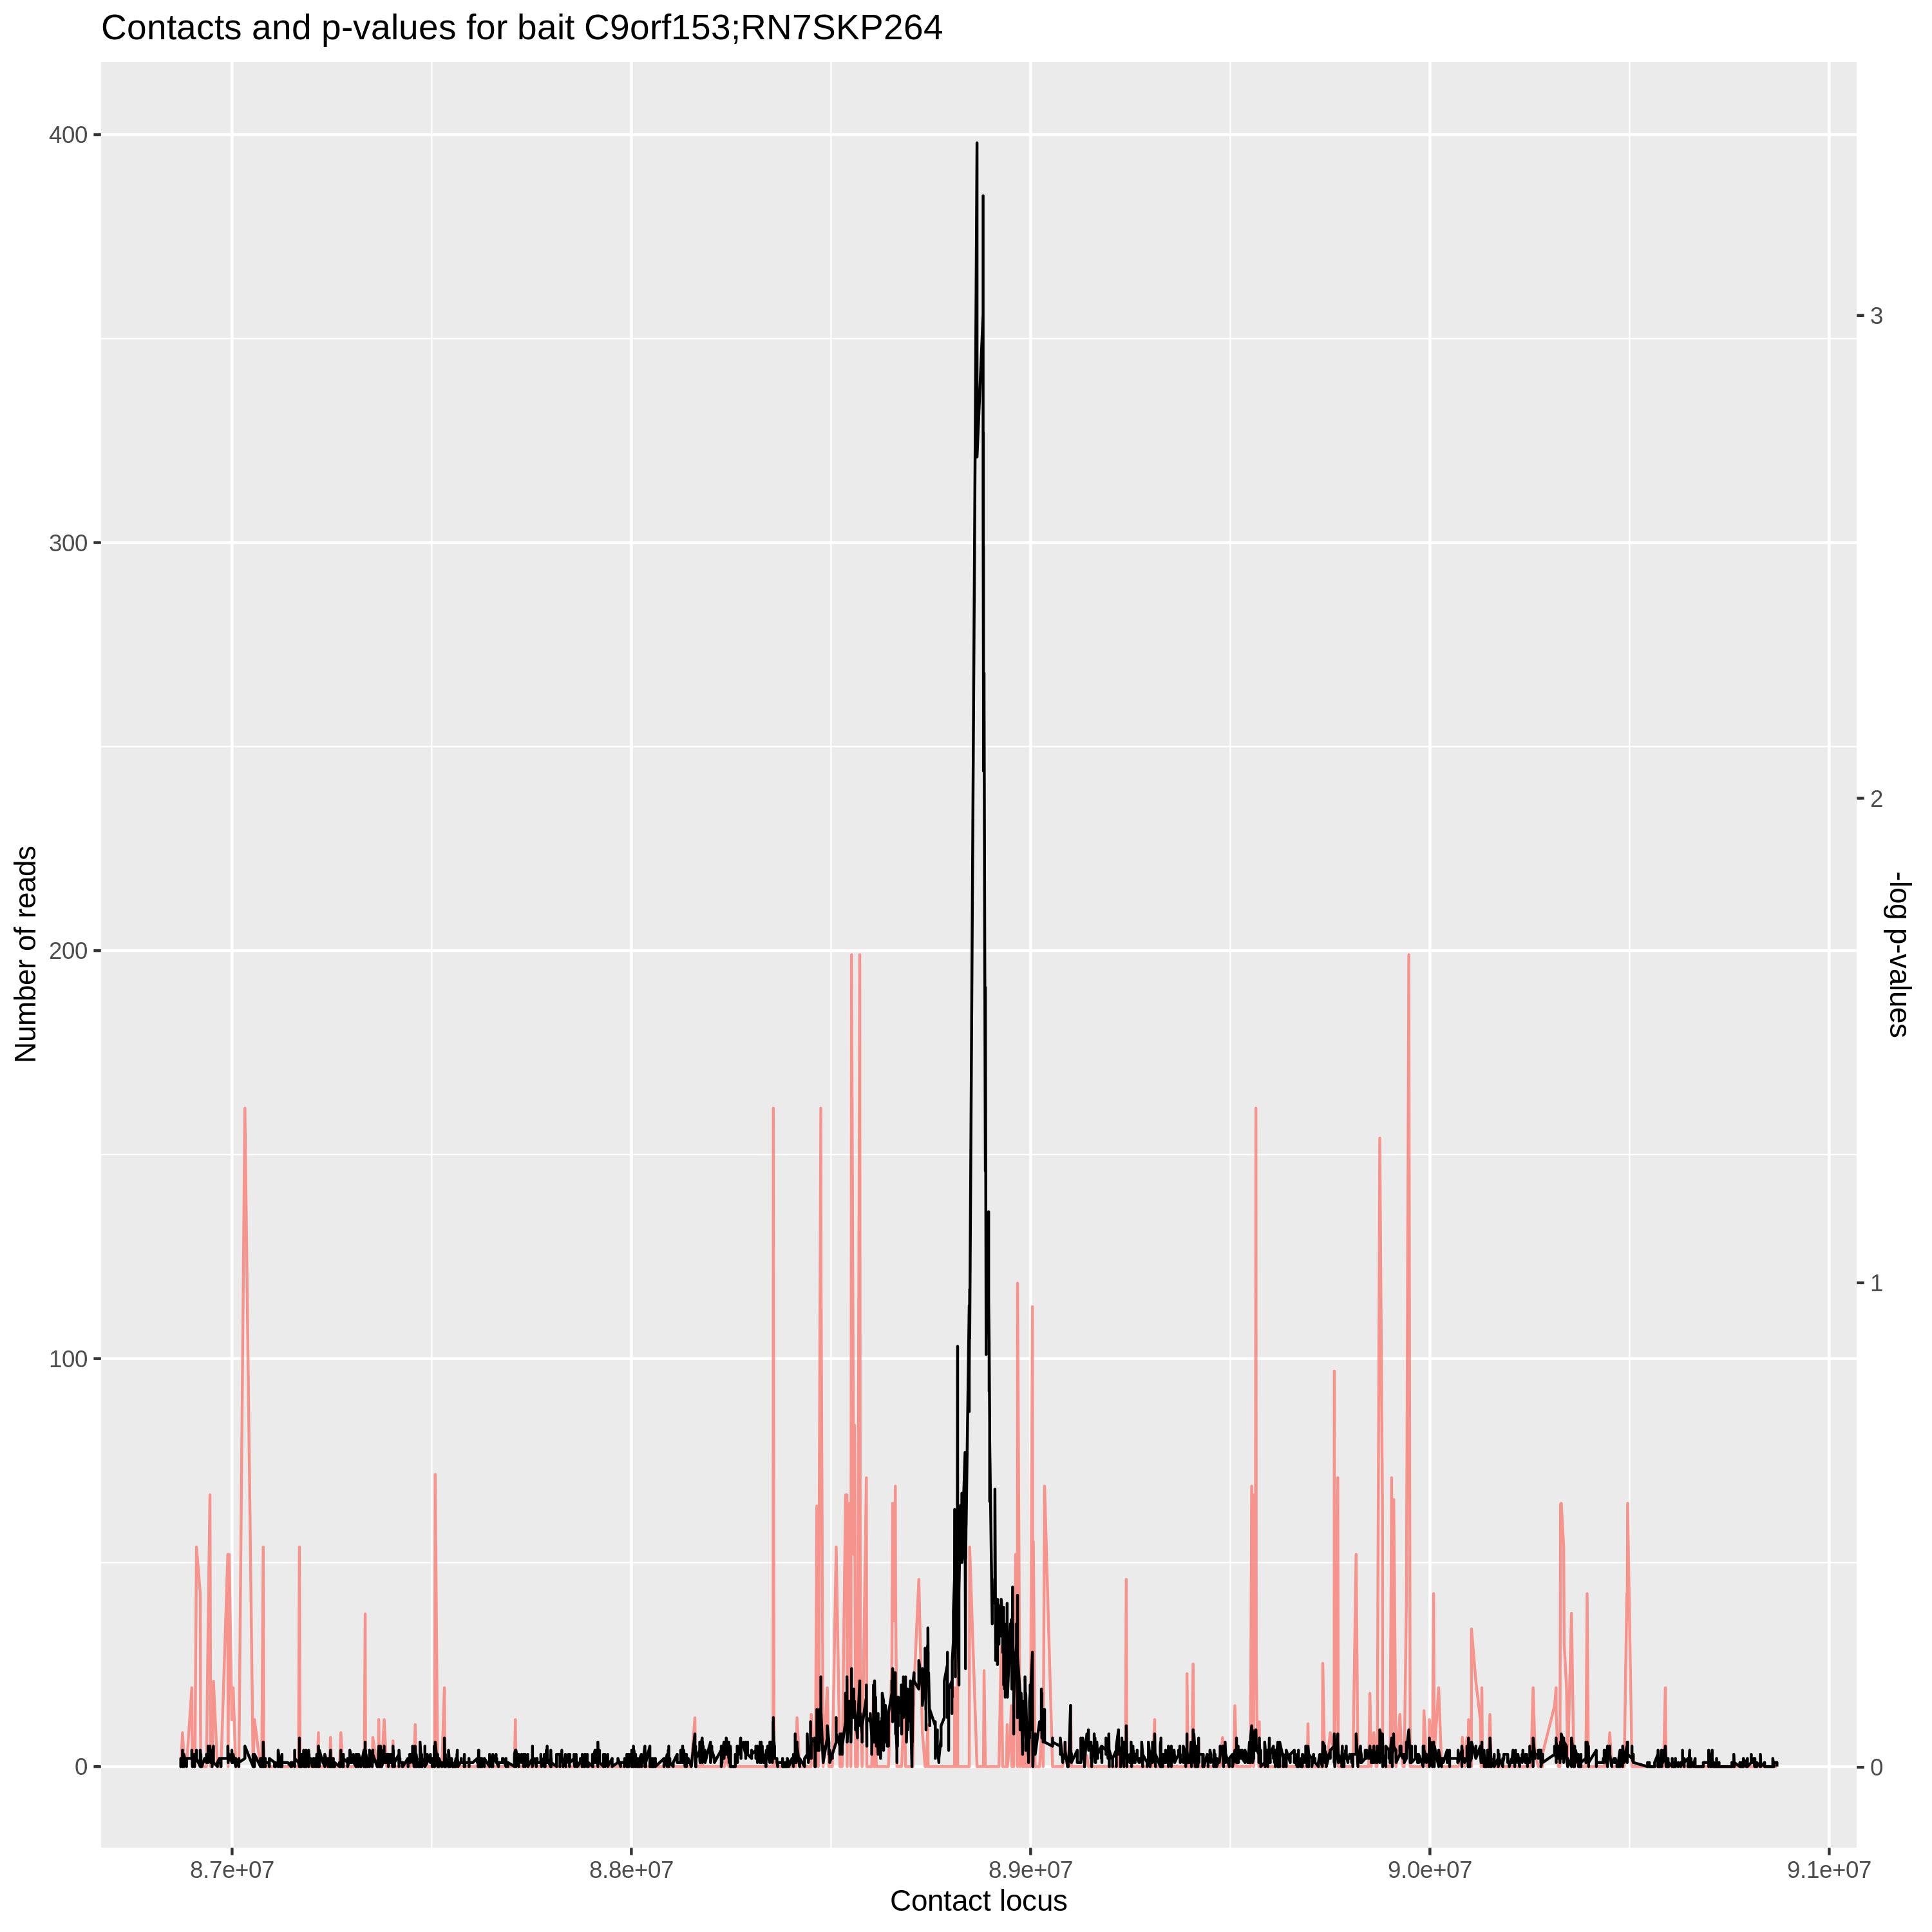 Contacts and p-values for bait C9orf153;RN7SKP264
400
300
200
100
0
Number of reads
3
2
1
0
-log p-values
8.7e+07
8.8e+07
8.9e+07
9.0e+07
9.1e+07
Contact locus